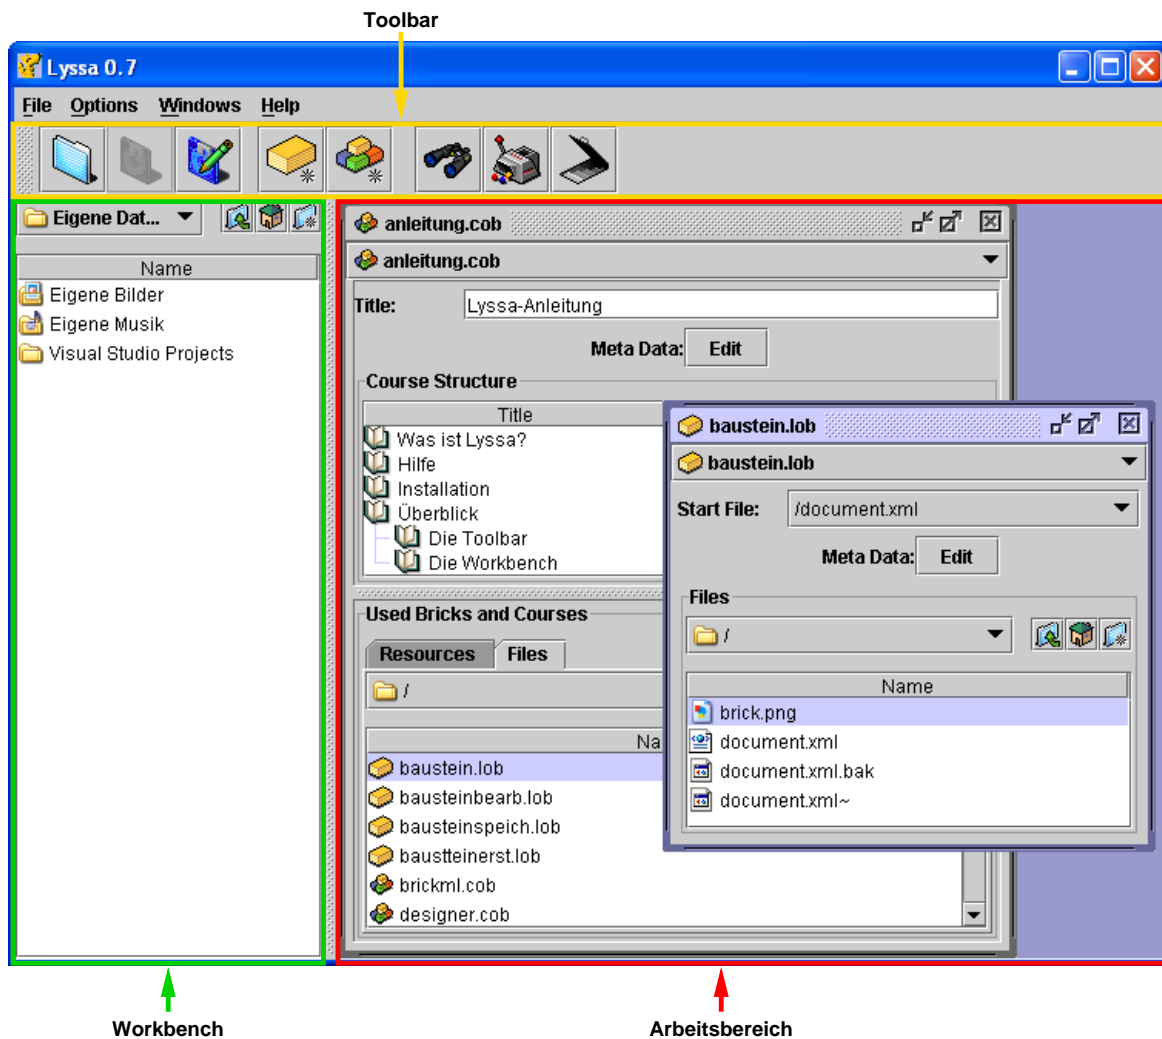 Toolbar
Lyssa 0.7
File Options Windows Help
Eigene Dat...
Name
Eigene Bilder
Eigene Musik
Visual Studio Projects
anleitung.cob
anleitung.cob
Title: Lyssa-Anleitung
Meta Data: Edit
Course Structure
Title
Was ist Lyssa?
Hilfe
Installation
Überblick
Die Toolbar
Die Workbench
Used Bricks and Courses
Resources Files
/
Na
baustein.lob
bausteinbearb.lob
bausteinspeich.lob
baustteinerst.lob
brickml.cob
designer.cob
baustein.lob
baustein.lob
Start File: /document.xml
Meta Data: Edit
Files
/
Name
brick.png
document.xml
document.xml.bak
document.xml~
Workbench
Arbeitsbereich